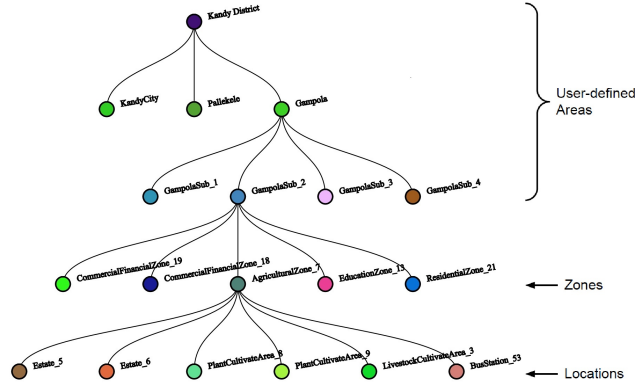 Kandy District
KandyCity
Pallekele
Gampola
User-defined
Areas
GampolaSub_1
GampolaSub_2
GampolaSub_3
GampolaSub_4
CommercialFinancialZone_19
CommercialFinancialZone_18
AgriculturalZone_7
EducationZone_13
ResidentialZone_21
Zones
Estate_5
Estate_6
PlantCultivateArea_8
PlantCultivateArea_9
LivestockCultivateArea_3
BusStation_53
Locations